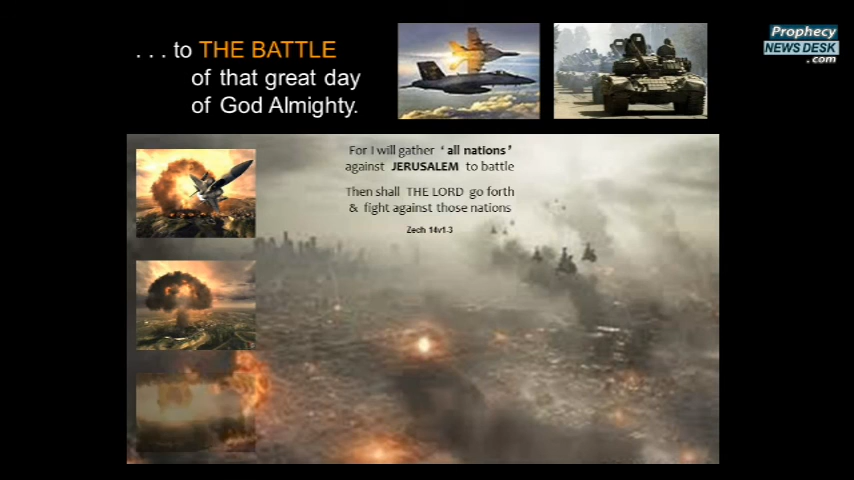 . . . to THE BATTLE
of that great day
of God Almighty.
Prophecy
NEWS DESK
.com
For I will gather ‘ all nations ’
against JERUSALEM to battle
Then shall THE LORD go forth
& fight against those nations
Zech 14v1-3